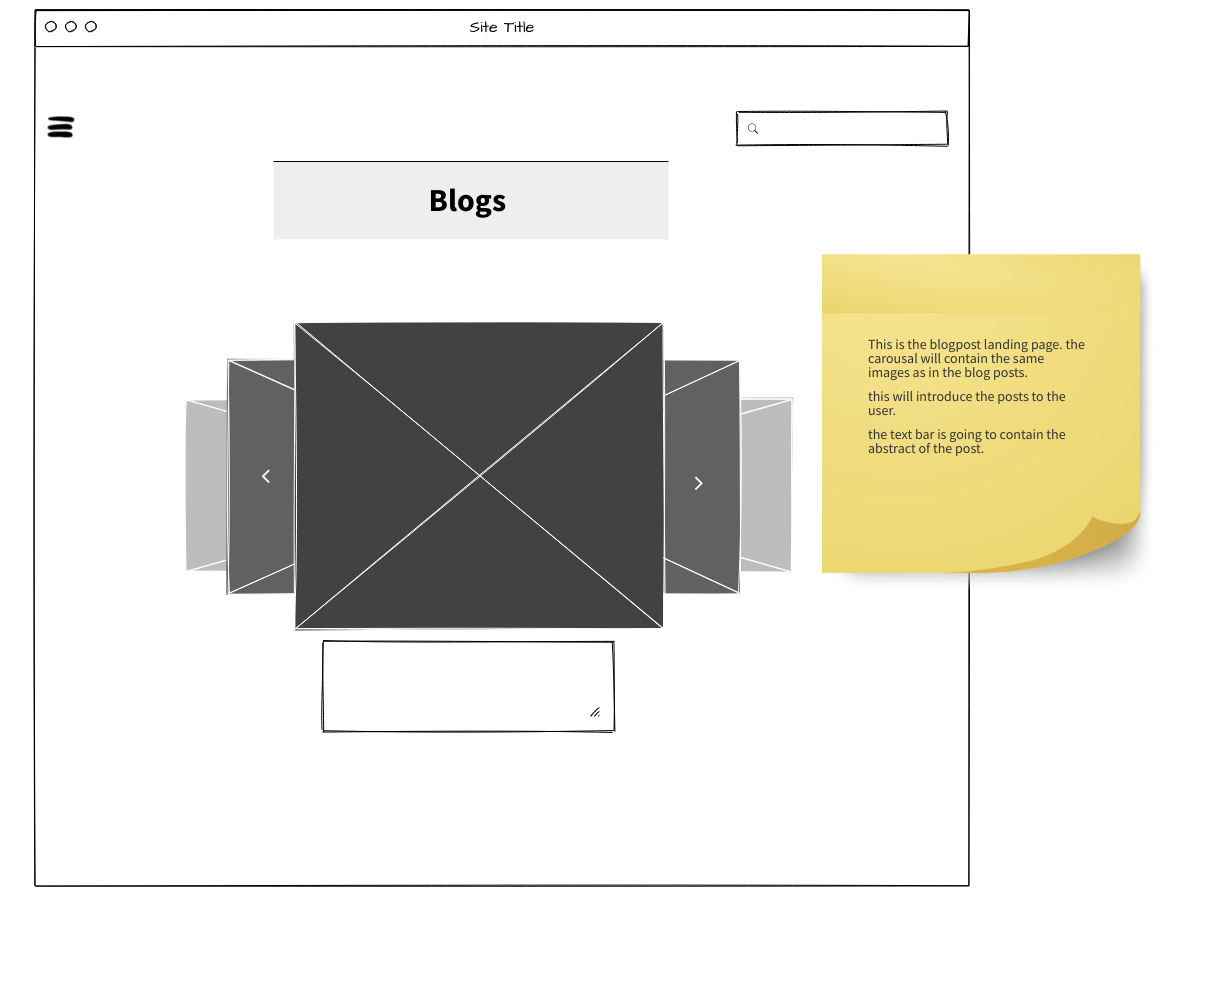 Site Title
Blogs
This is the blogpost landing page. the
carousal will contain the same
images as in the blog posts.
this will introduce the posts to the
user.
the text bar is going to contain the
abstract of the post.